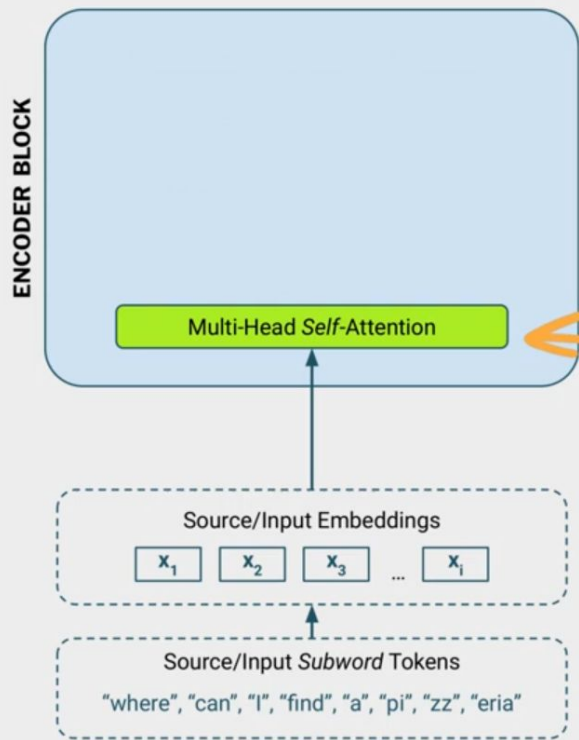 ENCODER BLOCK
Multi-Head Self-Attention
Source/Input Embeddings
x₁ x₂ x₃ ... xᵢ
Source/Input Subword Tokens
“where”, “can”, “I”, “find”, “a”, “pi”, “zz”, “eria”